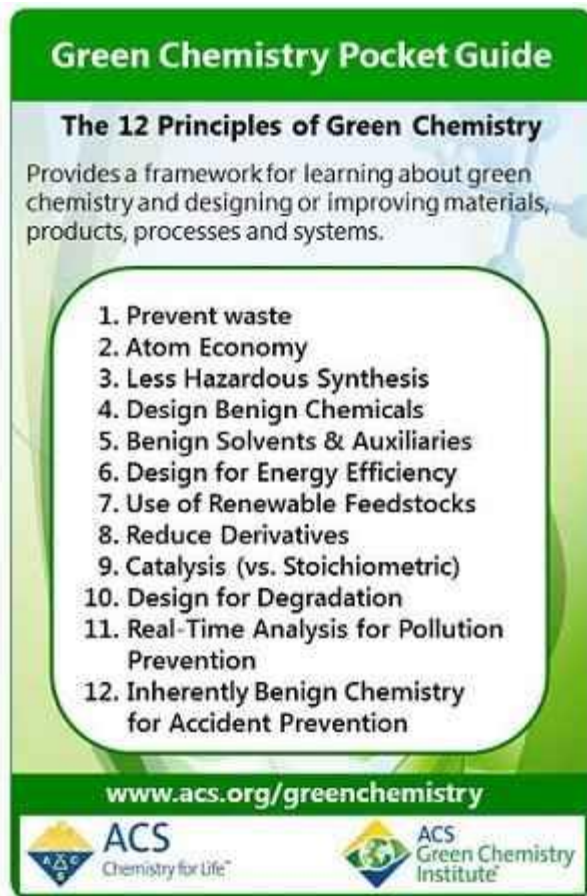 Green Chemistry Pocket Guide
The 12 Principles of Green Chemistry
Provides a framework for learning about green
chemistry and designing or improving materials,
products, processes and systems.
1. Prevent waste
2. Atom Economy
3. Less Hazardous Synthesis
4. Design Benign Chemicals
5. Benign Solvents & Auxiliaries
6. Design for Energy Efficiency
7. Use of Renewable Feedstocks
8. Reduce Derivatives
9. Catalysis (vs. Stoichiometric)
10. Design for Degradation
11. Real-Time Analysis for Pollution
Prevention
12. Inherently Benign Chemistry
for Accident Prevention
www.acs.org/greenchemistry
A C S
ACS
Chemistry for Life™
ACS
Green Chemistry
Institute™